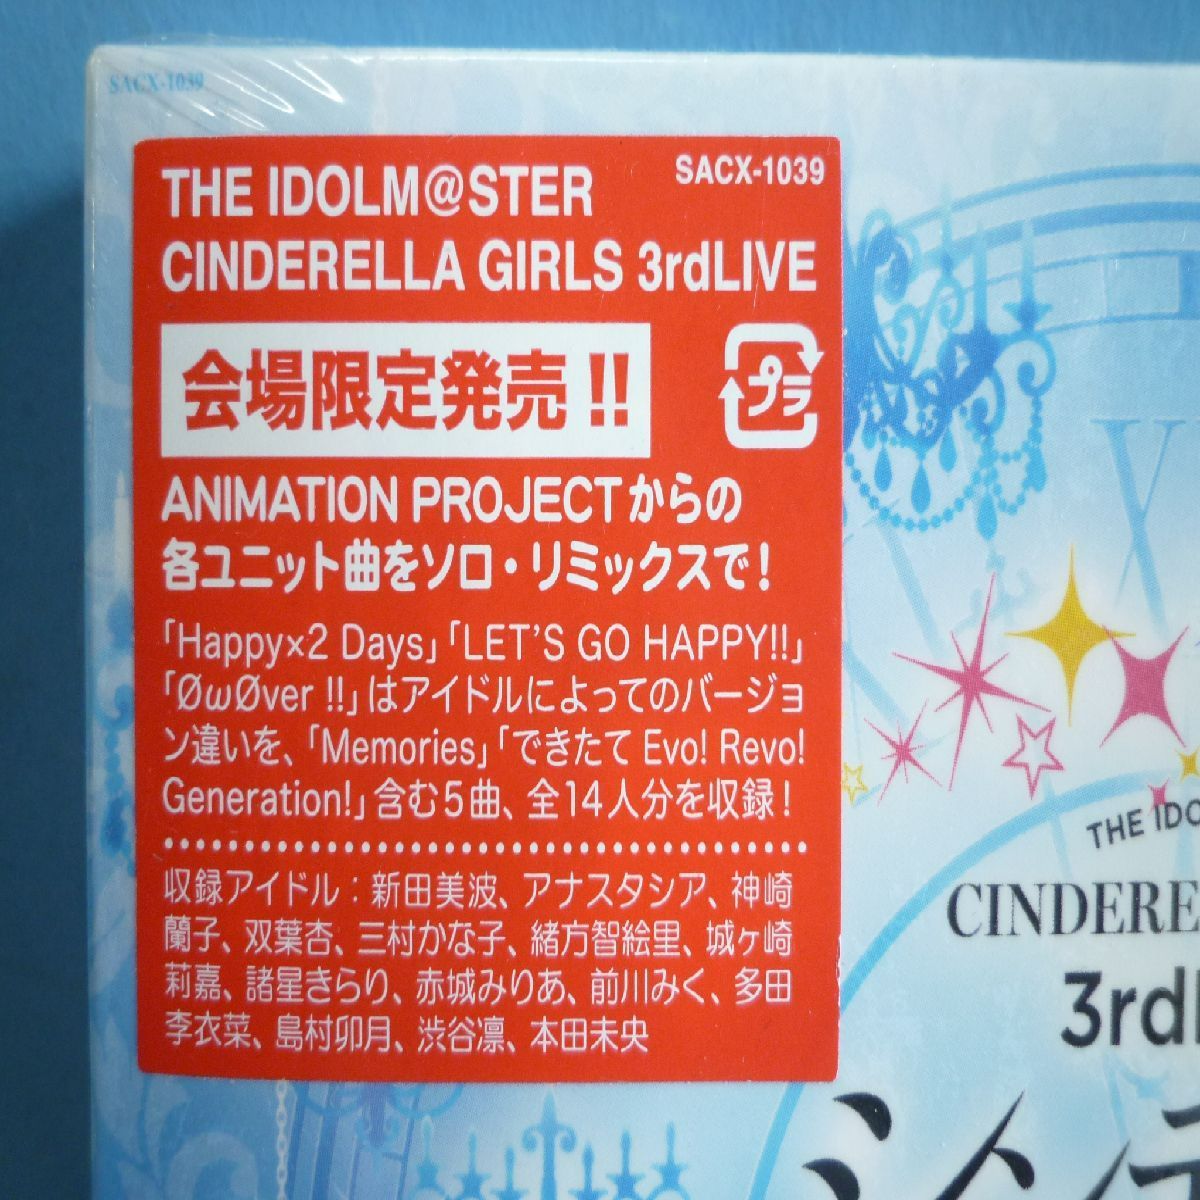 SACX-1039
THE IDOLM@STER
SACX-1039
CINDERELLA GIRLS 3rdLIVE
会場限定発売!!
プラ
ANIMATION PROJECTからの
各ユニット曲をソロ・リミックスで!
「Happy×2 Days」「LET'S GO HAPPY!!」
「ØωØver !!」はアイドルによってのバージョ
ン違いを、「Memories」「できたて Evo! Revo!
Generation!」含む5曲、全14人分を収録!
収録アイドル:新田美波、アナスタシア、神崎
蘭子、双葉杏、三村かな子、緒方智絵里、城ヶ崎
莉嘉、諸星きらり、赤城みりあ、前川みく、多田
李衣菜、島村卯月、渋谷凛、本田未央
THE IDO
CINDERE
3rd
シンデ